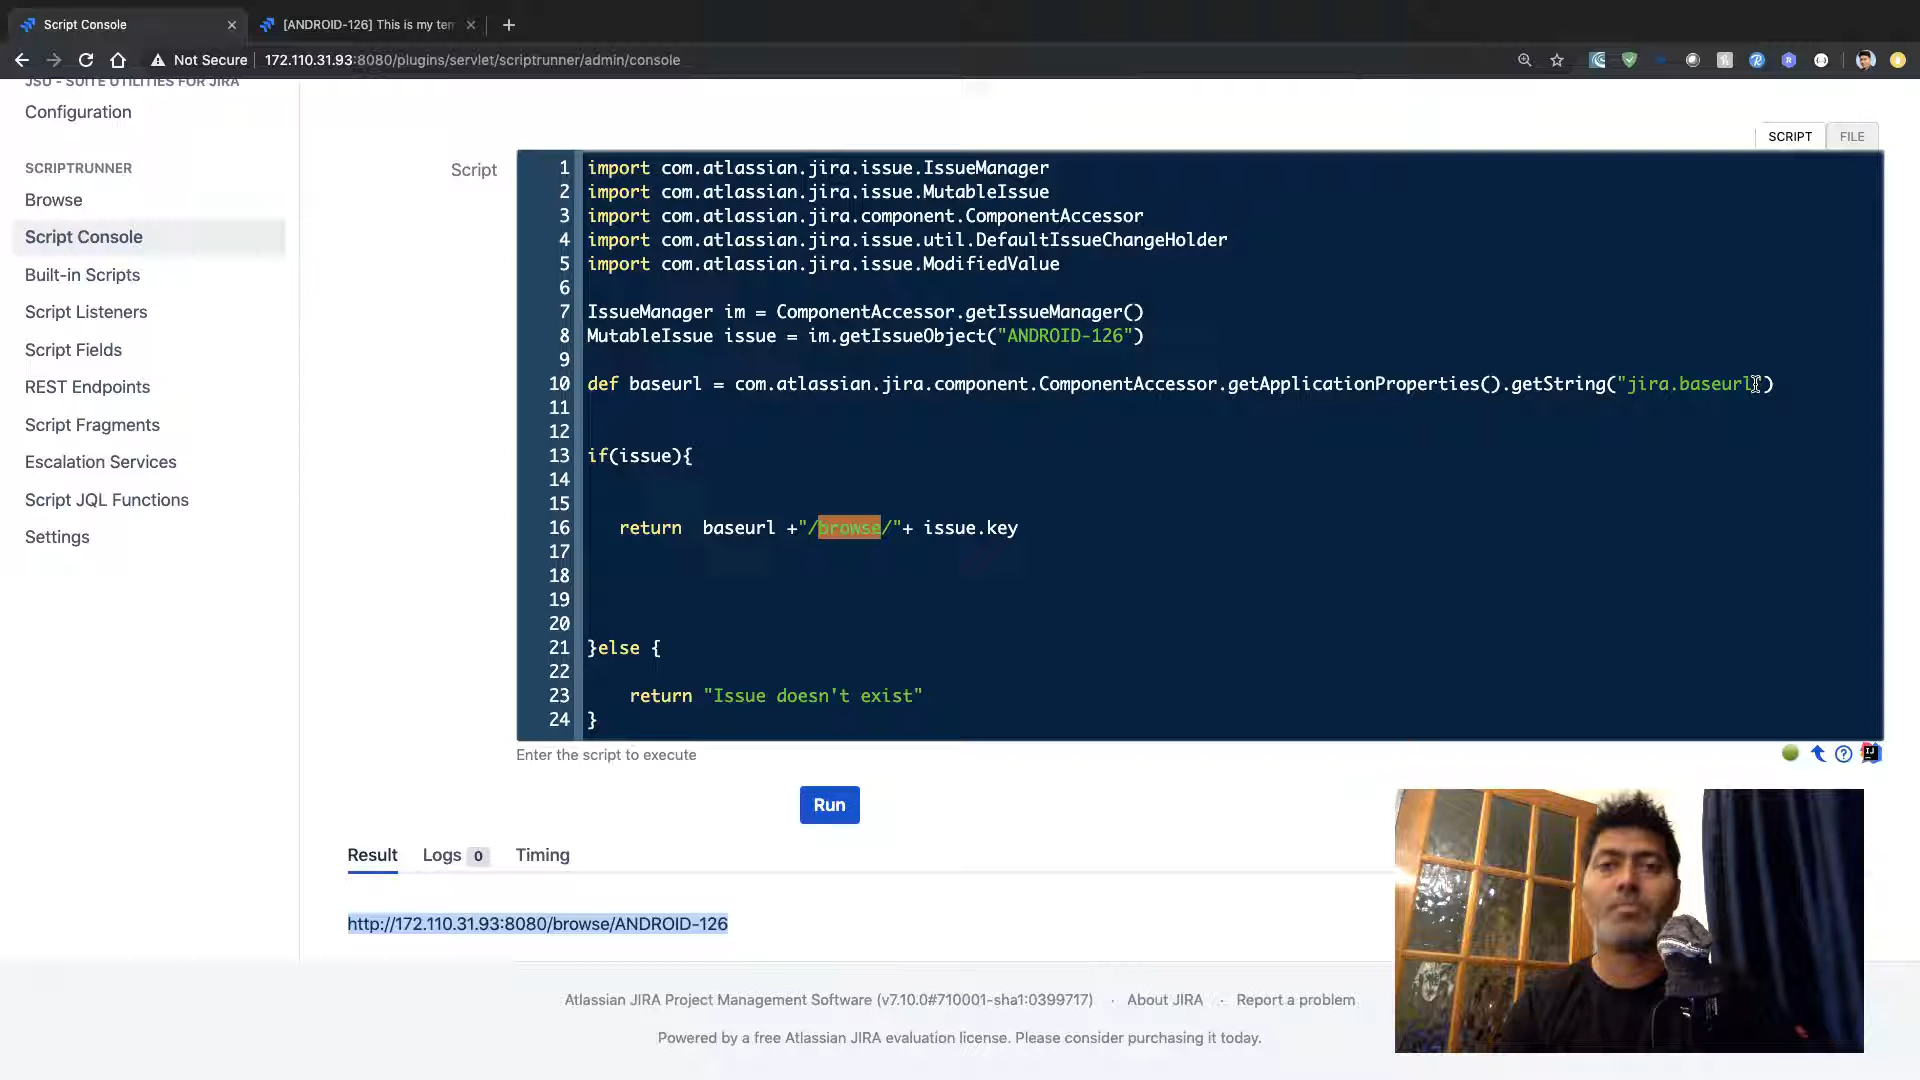 Script Console
[ANDROID-126] This is my ter
Not Secure
172.110.31.93:8080/plugins/servlet/scriptrunner/admin/console
JSU - SUITE UTILITIES FOR JIRA
Configuration
SCRIPTRUNNER
Browse
Script Console
Built-in Scripts
Script Listeners
Script Fields
REST Endpoints
Script Fragments
Escalation Services
Script JQL Functions
Settings
SCRIPT FILE
Script
1 import com.atlassian.jira.issue.IssueManager
2 import com.atlassian.jira.issue.MutableIssue
3 import com.atlassian.jira.component.ComponentAccessor
4 import com.atlassian.jira.issue.util.DefaultIssueChangeHolder
5 import com.atlassian.jira.issue.ModifiedValue
6
7 IssueManager im = ComponentAccessor.getIssueManager()
8 MutableIssue issue = im.getIssueObject("ANDROID-126")
9
10 def baseurl = com.atlassian.jira.component.ComponentAccessor.getApplicationProperties().getString("jira.baseurl")
11
12
13 if(issue){
14
15
16 return baseurl +"/browse/"+ issue.key
17
18
19
20
21 }else {
22
23 return "Issue doesn't exist"
24 }
Enter the script to execute
Run
Result Logs 0 Timing
http://172.110.31.93:8080/browse/ANDROID-126
Atlassian JIRA Project Management Software (v7.10.0#710001-sha1:0399717) · About JIRA · Report a problem
Powered by a free Atlassian JIRA evaluation license. Please consider purchasing it today.